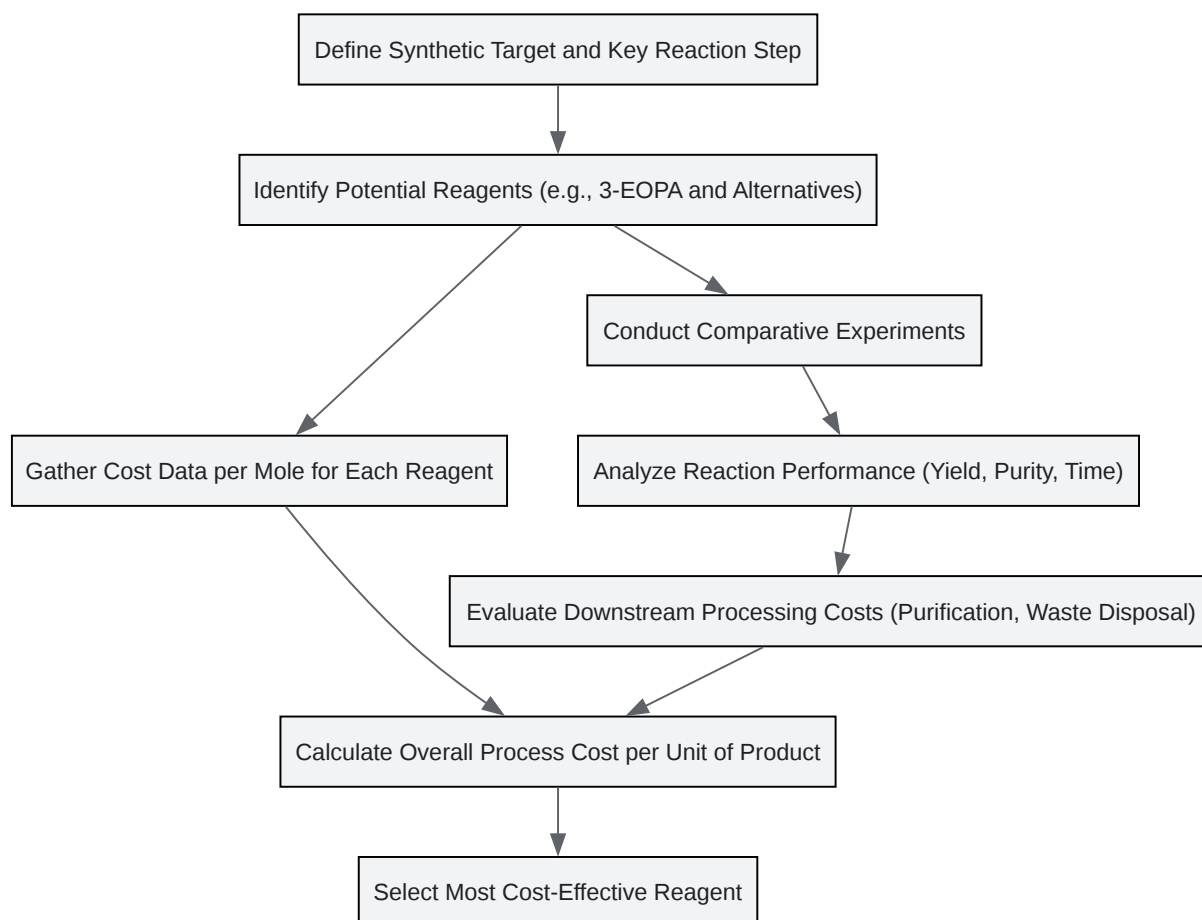 Define Synthetic Target and Key Reaction Step
Identify Potential Reagents (e.g., 3-EOPA and Alternatives)
Conduct Comparative Experiments
Gather Cost Data per Mole for Each Reagent
Analyze Reaction Performance (Yield, Purity, Time)
Evaluate Downstream Processing Costs (Purification, Waste Disposal)
Calculate Overall Process Cost per Unit of Product
Select Most Cost-Effective Reagent